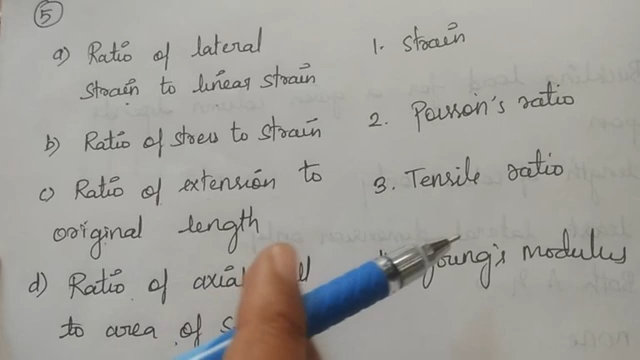 5
a) Ratio of lateral
strain to linear strain
b) Ratio of stress to strain
c) Ratio of extension to
original length
d) Ratio of axial
to area of
1. Strain
2. Poisson's ratio
3. Tensile ratio
Young's modulus